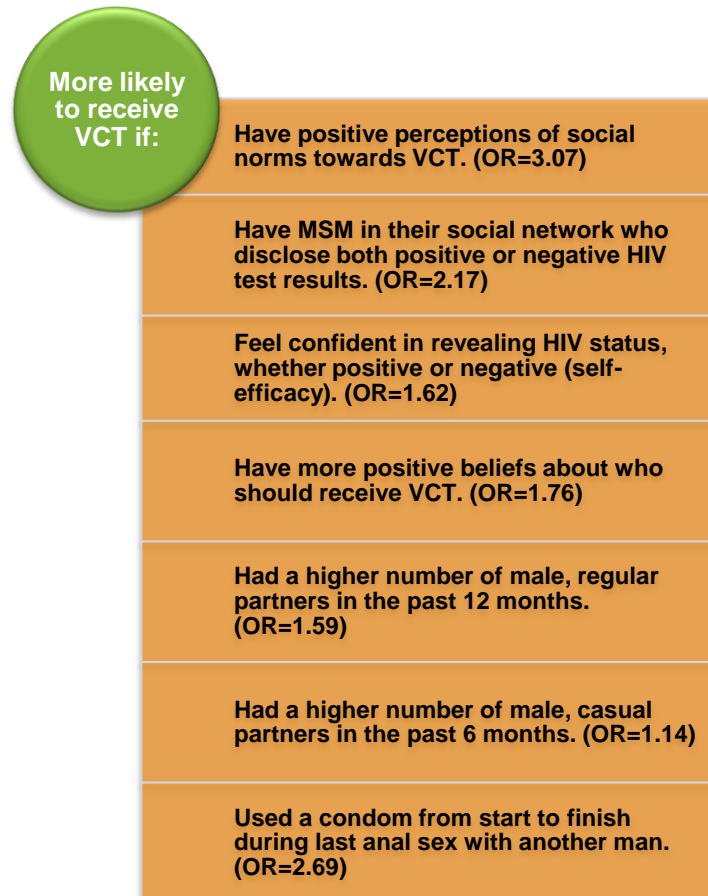 More likely
to receive
VCT if:
Have positive perceptions of social
norms towards VCT. (OR=3.07)
Have MSM in their social network who
disclose both positive or negative HIV
test results. (OR=2.17)
Feel confident in revealing HIV status,
whether positive or negative (self-
efficacy). (OR=1.62)
Have more positive beliefs about who
should receive VCT. (OR=1.76)
Had a higher number of male, regular
partners in the past 12 months.
(OR=1.59)
Had a higher number of male, casual
partners in the past 6 months. (OR=1.14)
Used a condom from start to finish
during last anal sex with another man.
(OR=2.69)